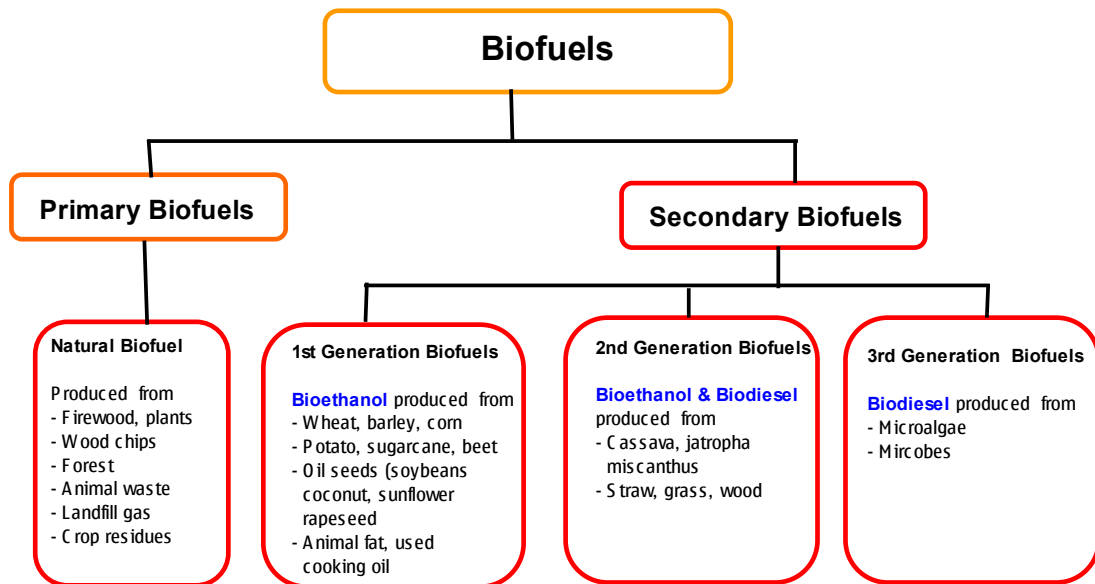 Biofuels
Primary Biofuels
Secondary Biofuels
Natural Biofuel
Produced from
- Firewood, plants
- Wood chips
- Forest
- Animal waste
- Landfill gas
- Crop residues
1st Generation Biofuels
Bioethanol produced from
- Wheat, barley, corn
- Potato, sugarcane, beet
- Oil seeds (soybeans
coconut, sunflower
rapeseed
- Animal fat, used
cooking oil
2nd Generation Biofuels
Bioethanol & Biodiesel
produced from
- Cassava, jatropha
miscanthus
- Straw, grass, wood
3rd Generation Biofuels
Biodiesel produced from
- Microalgae
- Mircobes